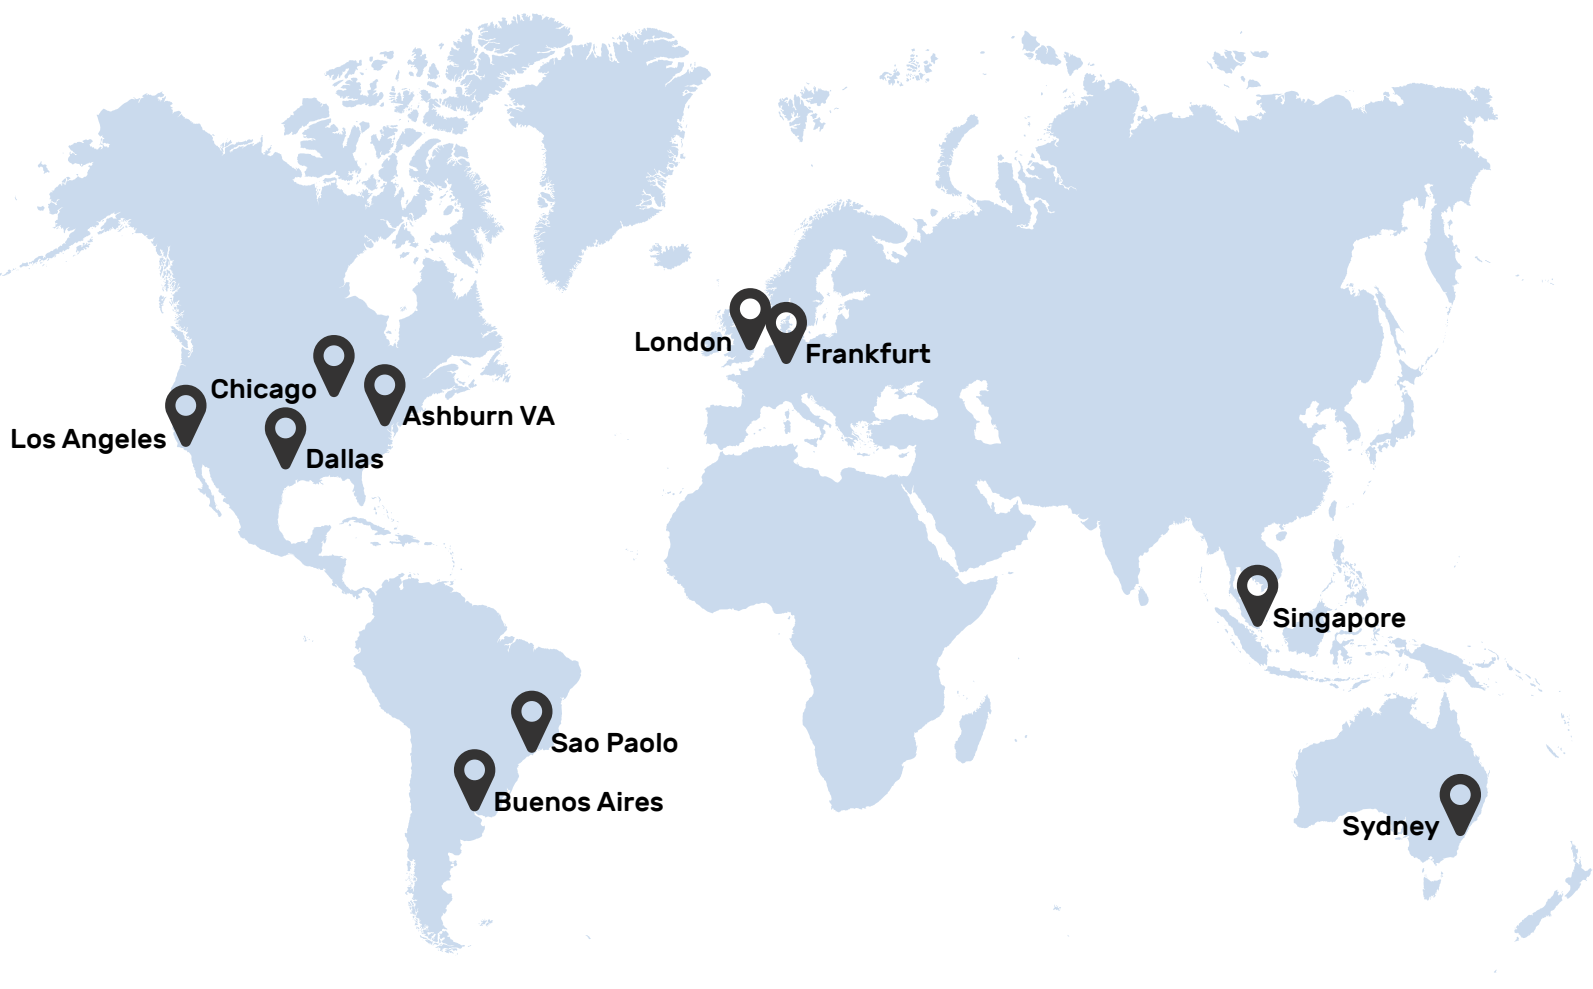 London
Frankfurt
Chicago
Ashburn VA
Los Angeles
Dallas
Singapore
Sao Paolo
Buenos Aires
Sydney